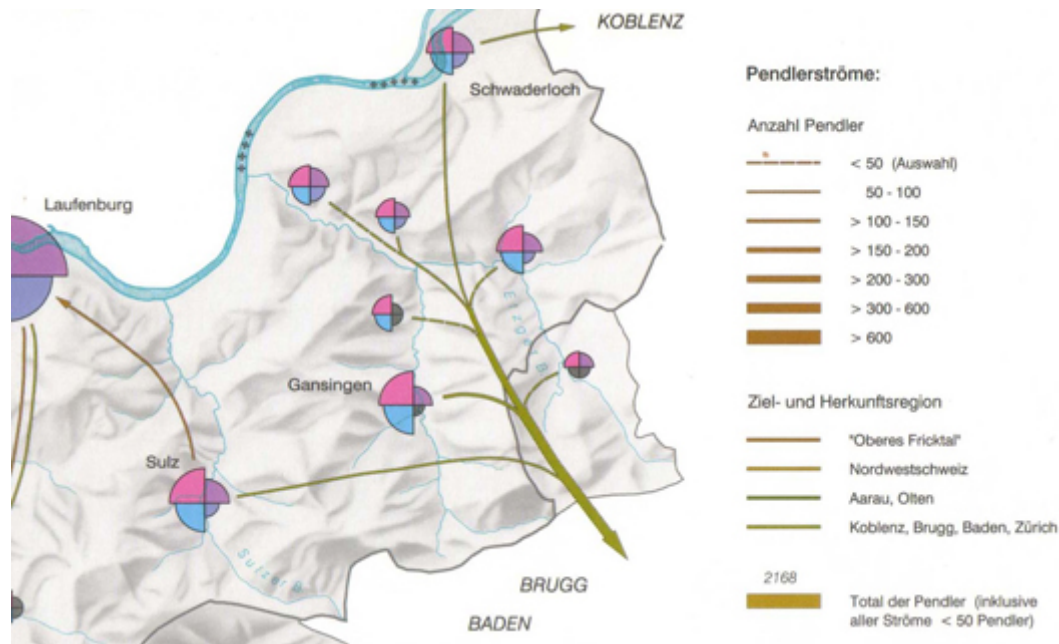 KOBLENZ
Schwaderloch
Laufenburg
Etzger B.
Gansingen
Sulz
Sulzer B.
BRUGG
BADEN
Pendlerströme:
Anzahl Pendler
< 50 (Auswahl)
50 - 100
> 100 - 150
> 150 - 200
> 200 - 300
> 300 - 600
> 600
Ziel- und Herkunftsregion
"Oberes Fricktal"
Nordwestschweiz
Aarau, Olten
Koblenz, Brugg, Baden, Zürich
2168
Total der Pendler (inklusive
aller Ströme < 50 Pendler)